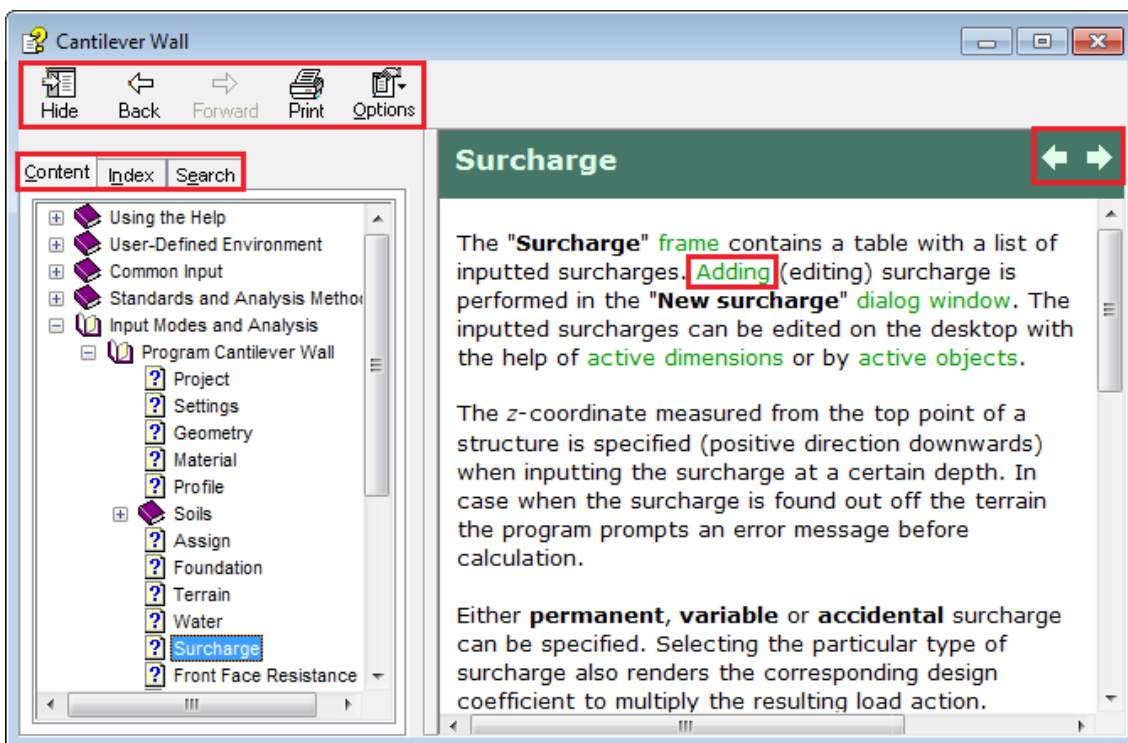 Cantilever Wall
Hide Back Forward Print Options
Content Index Search
Using the Help
User-Defined Environment
Common Input
Standards and Analysis Metho
Input Modes and Analysis
Program Cantilever Wall
Project
Settings
Geometry
Material
Profile
Soils
Assign
Foundation
Terrain
Water
Surcharge
Front Face Resistance
Surcharge
The "Surcharge" frame contains a table with a list of
inputted surcharges. Adding (editing) surcharge is
performed in the "New surcharge" dialog window. The
inputted surcharges can be edited on the desktop with
the help of active dimensions or by active objects.
The z-coordinate measured from the top point of a
structure is specified (positive direction downwards)
when inputting the surcharge at a certain depth. In
case when the surcharge is found out off the terrain
the program prompts an error message before
calculation.
Either permanent, variable or accidental surcharge
can be specified. Selecting the particular type of
surcharge also renders the corresponding design
coefficient to multiply the resulting load action.